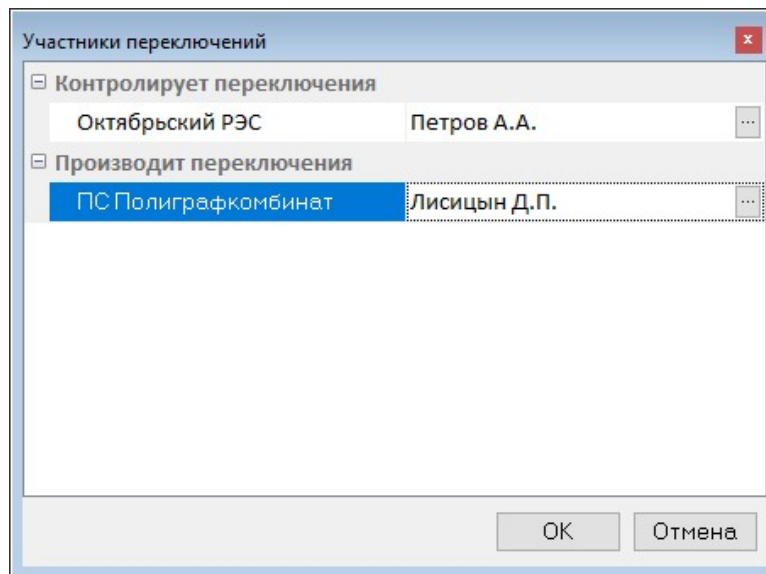 Участники переключений
Контролирует переключения
Октябрьский РЭС Петров А.А. ...
Производит переключения
ПС Полиграфкомбинат Лисицын Д.П. ...
OK Отмена